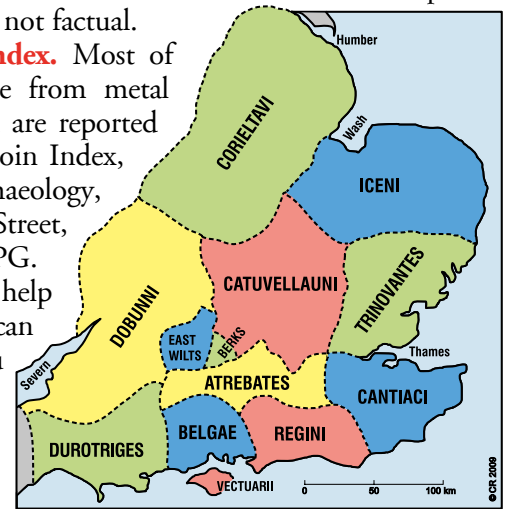 not factual.
ndex. Most of
e from metal
are reported
oin Index,
haeology,
Street,
PG.
help
can
Humber
Wash
CORIELTAVI
ICENI
CATUVELLAUNI
TRINOVANTES
DOBUNNI
EAST
WILTS
BERKS
Thames
Severn
ATREBATES
CANTIACI
DUROTRIGES
BELGAE
REGINI
VECTUARII
0 50 100 km
©CR 2009